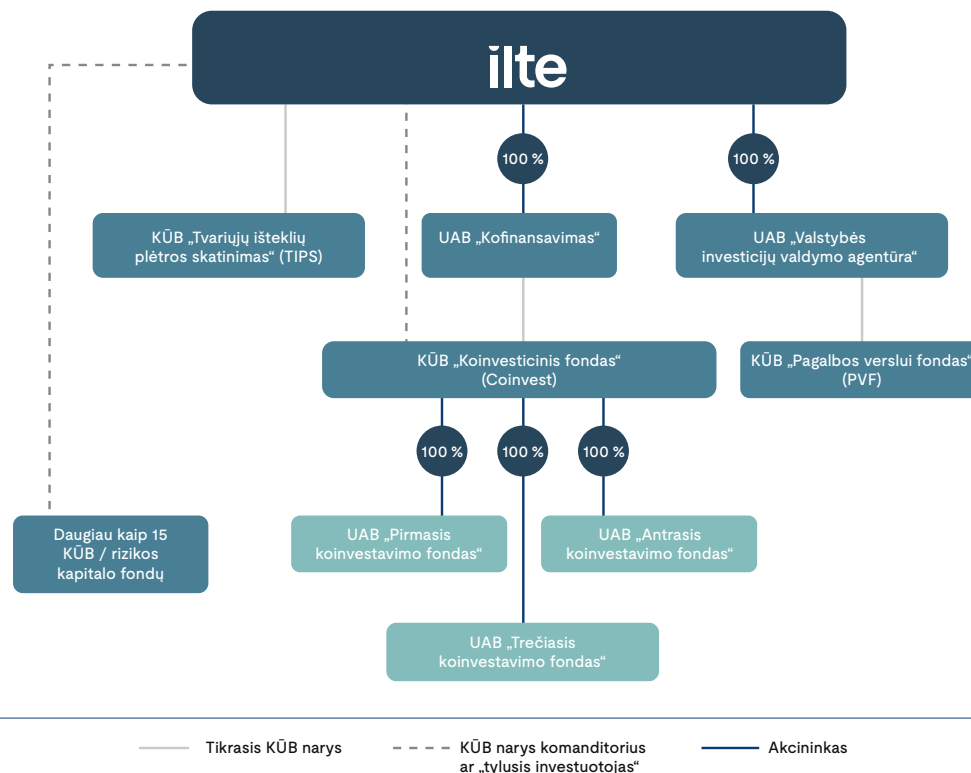 ilte
100 %
100 %
KŪB „Tvariųjų išteklių
plėtros skatinimas“ (TIPS)
UAB „Kofinansavimas“
UAB „Valstybės
investicijų valdymo agentūra“
KŪB „Koinvesticinis fondas“
(Coinvest)
KŪB „Pagalbos verslui fondas“
(PVF)
100 %
100 %
100 %
Daugiau kaip 15
KŪB / rizikos
kapitalo fondų
UAB „Pirmasis
koinvestavimo fondas“
UAB „Antrasis
koinvestavimo fondas“
UAB „Trečiasis
koinvestavimo fondas“
Tikrasis KŪB narys
KŪB narys komanditorius
ar „tylusis investuotojas“
Akcininkas